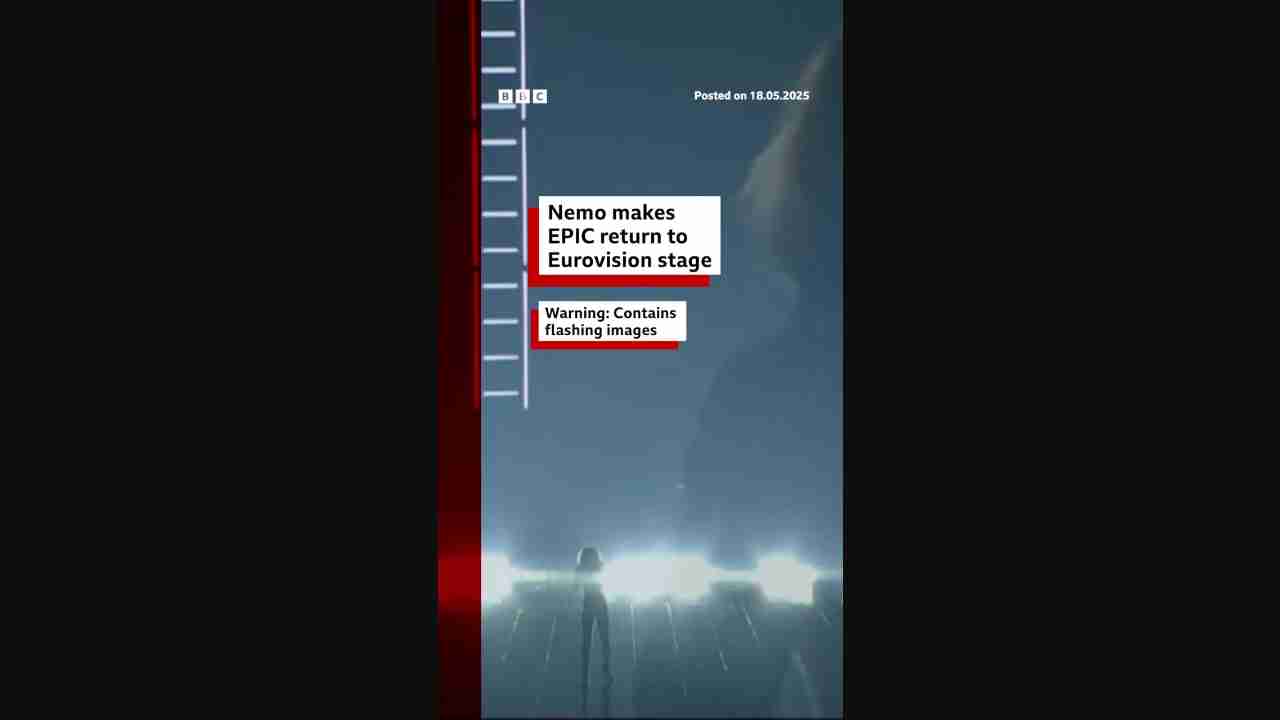 BBC
Posted on 18.05.2025
Nemo makes
EPIC return to
Eurovision stage
Warning: Contains
flashing images